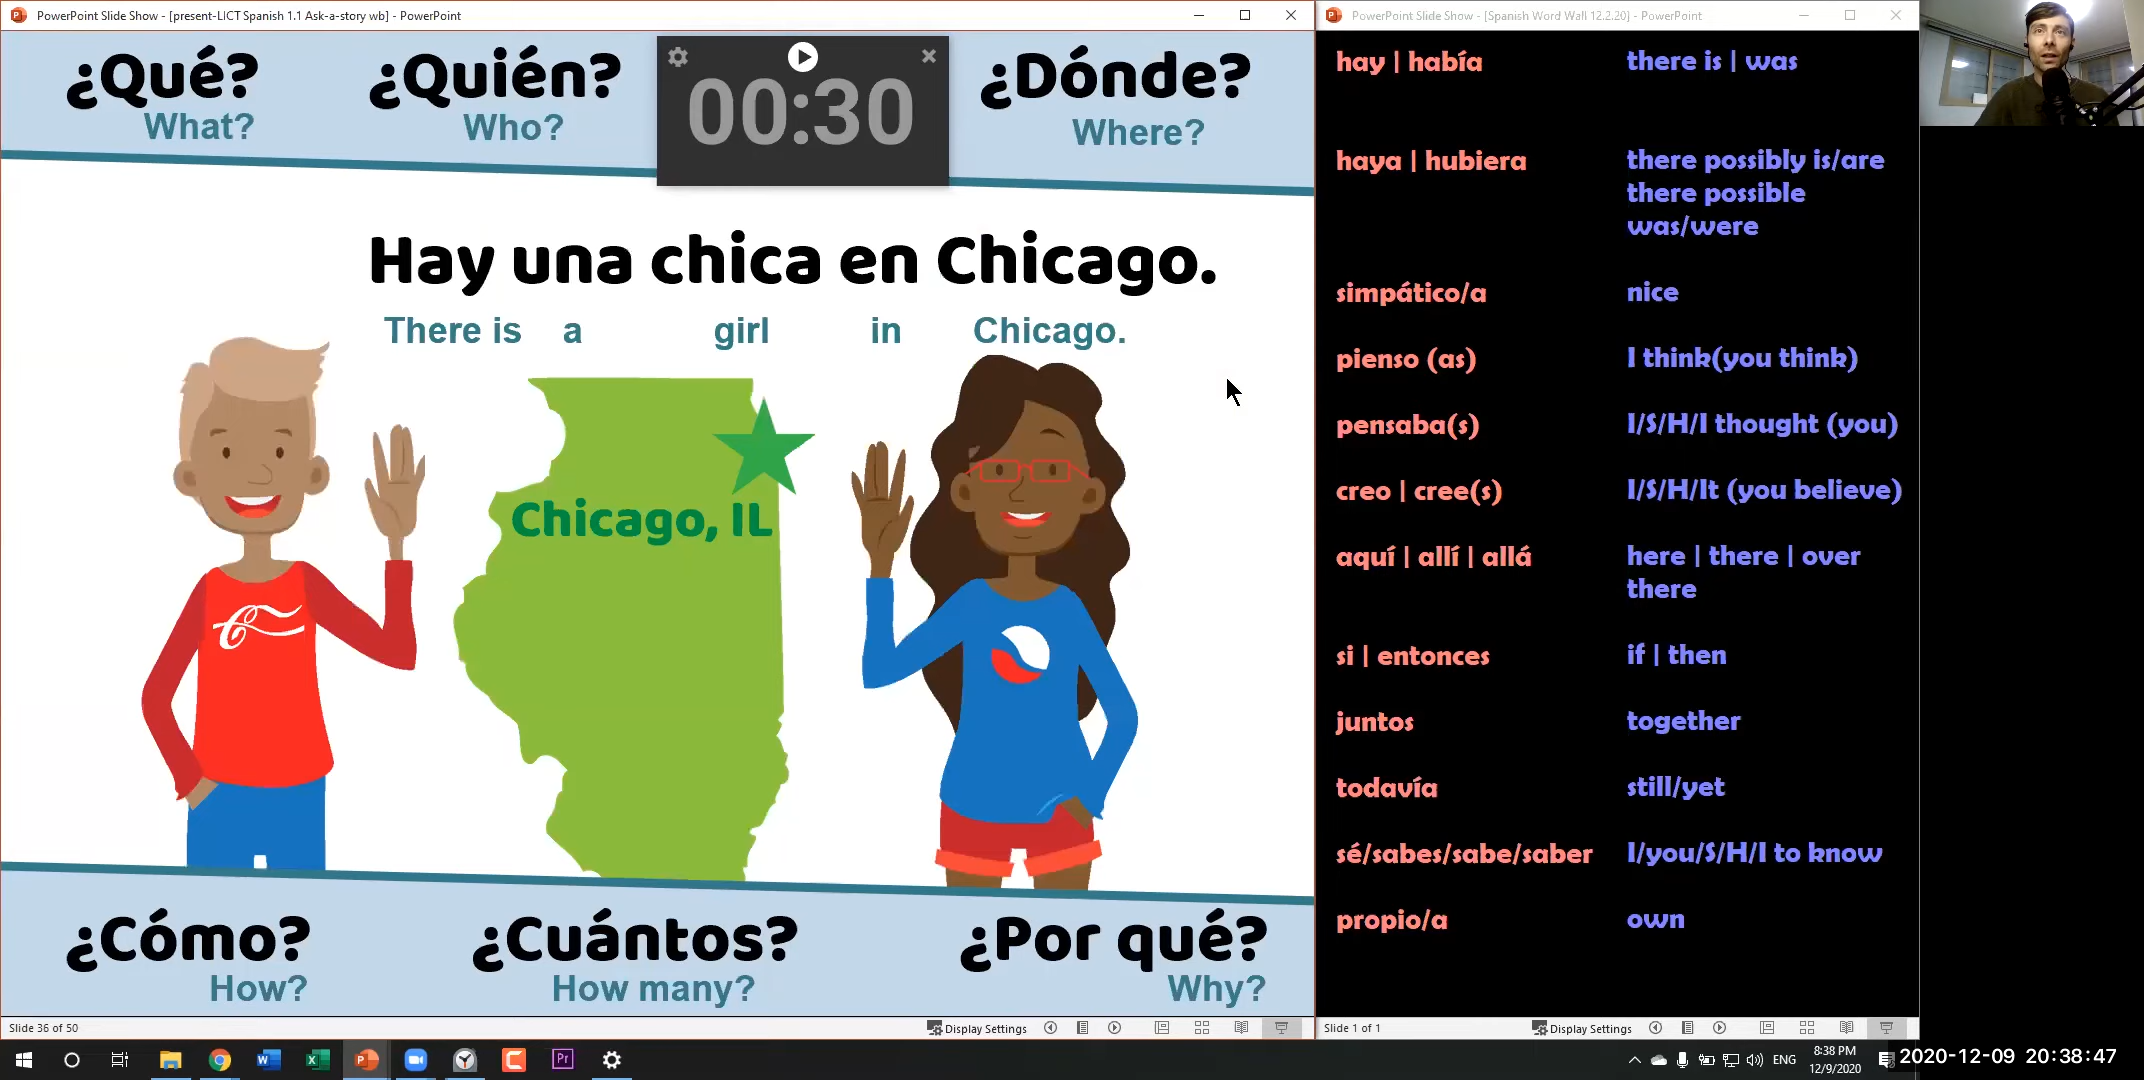 PowerPoint Slide Show - [present-LICT Spanish 1.1 Ask-a-story wb] - PowerPoint
¿Qué?
What?
¿Quién?
Who?
00:30
¿Dónde?
Where?
Hay una chica en Chicago.
There is a girl in Chicago.
Chicago, IL
¿Cómo?
How?
¿Cuántos?
How many?
¿Por qué?
Why?
Slide 36 of 50
Display Settings
PowerPoint Slide Show - [Spanish Word Wall 12.2.20] - PowerPoint
hay | había there is | was
haya | hubiera there possibly is/are
there possible
was/were
simpático/a nice
pienso (as) I think(you think)
pensaba(s) I/S/H/I thought (you)
creo | cree(s) I/S/H/It (you believe)
aquí | allí | allá here | there | over
there
si | entonces if | then
juntos together
todavía still/yet
sé/sabes/sabe/saber I/you/S/H/I to know
propio/a own
Slide 1 of 1
Display Settings
Pr
ENG
8:38 PM
12/9/2020
2020-12-09 20:38:47